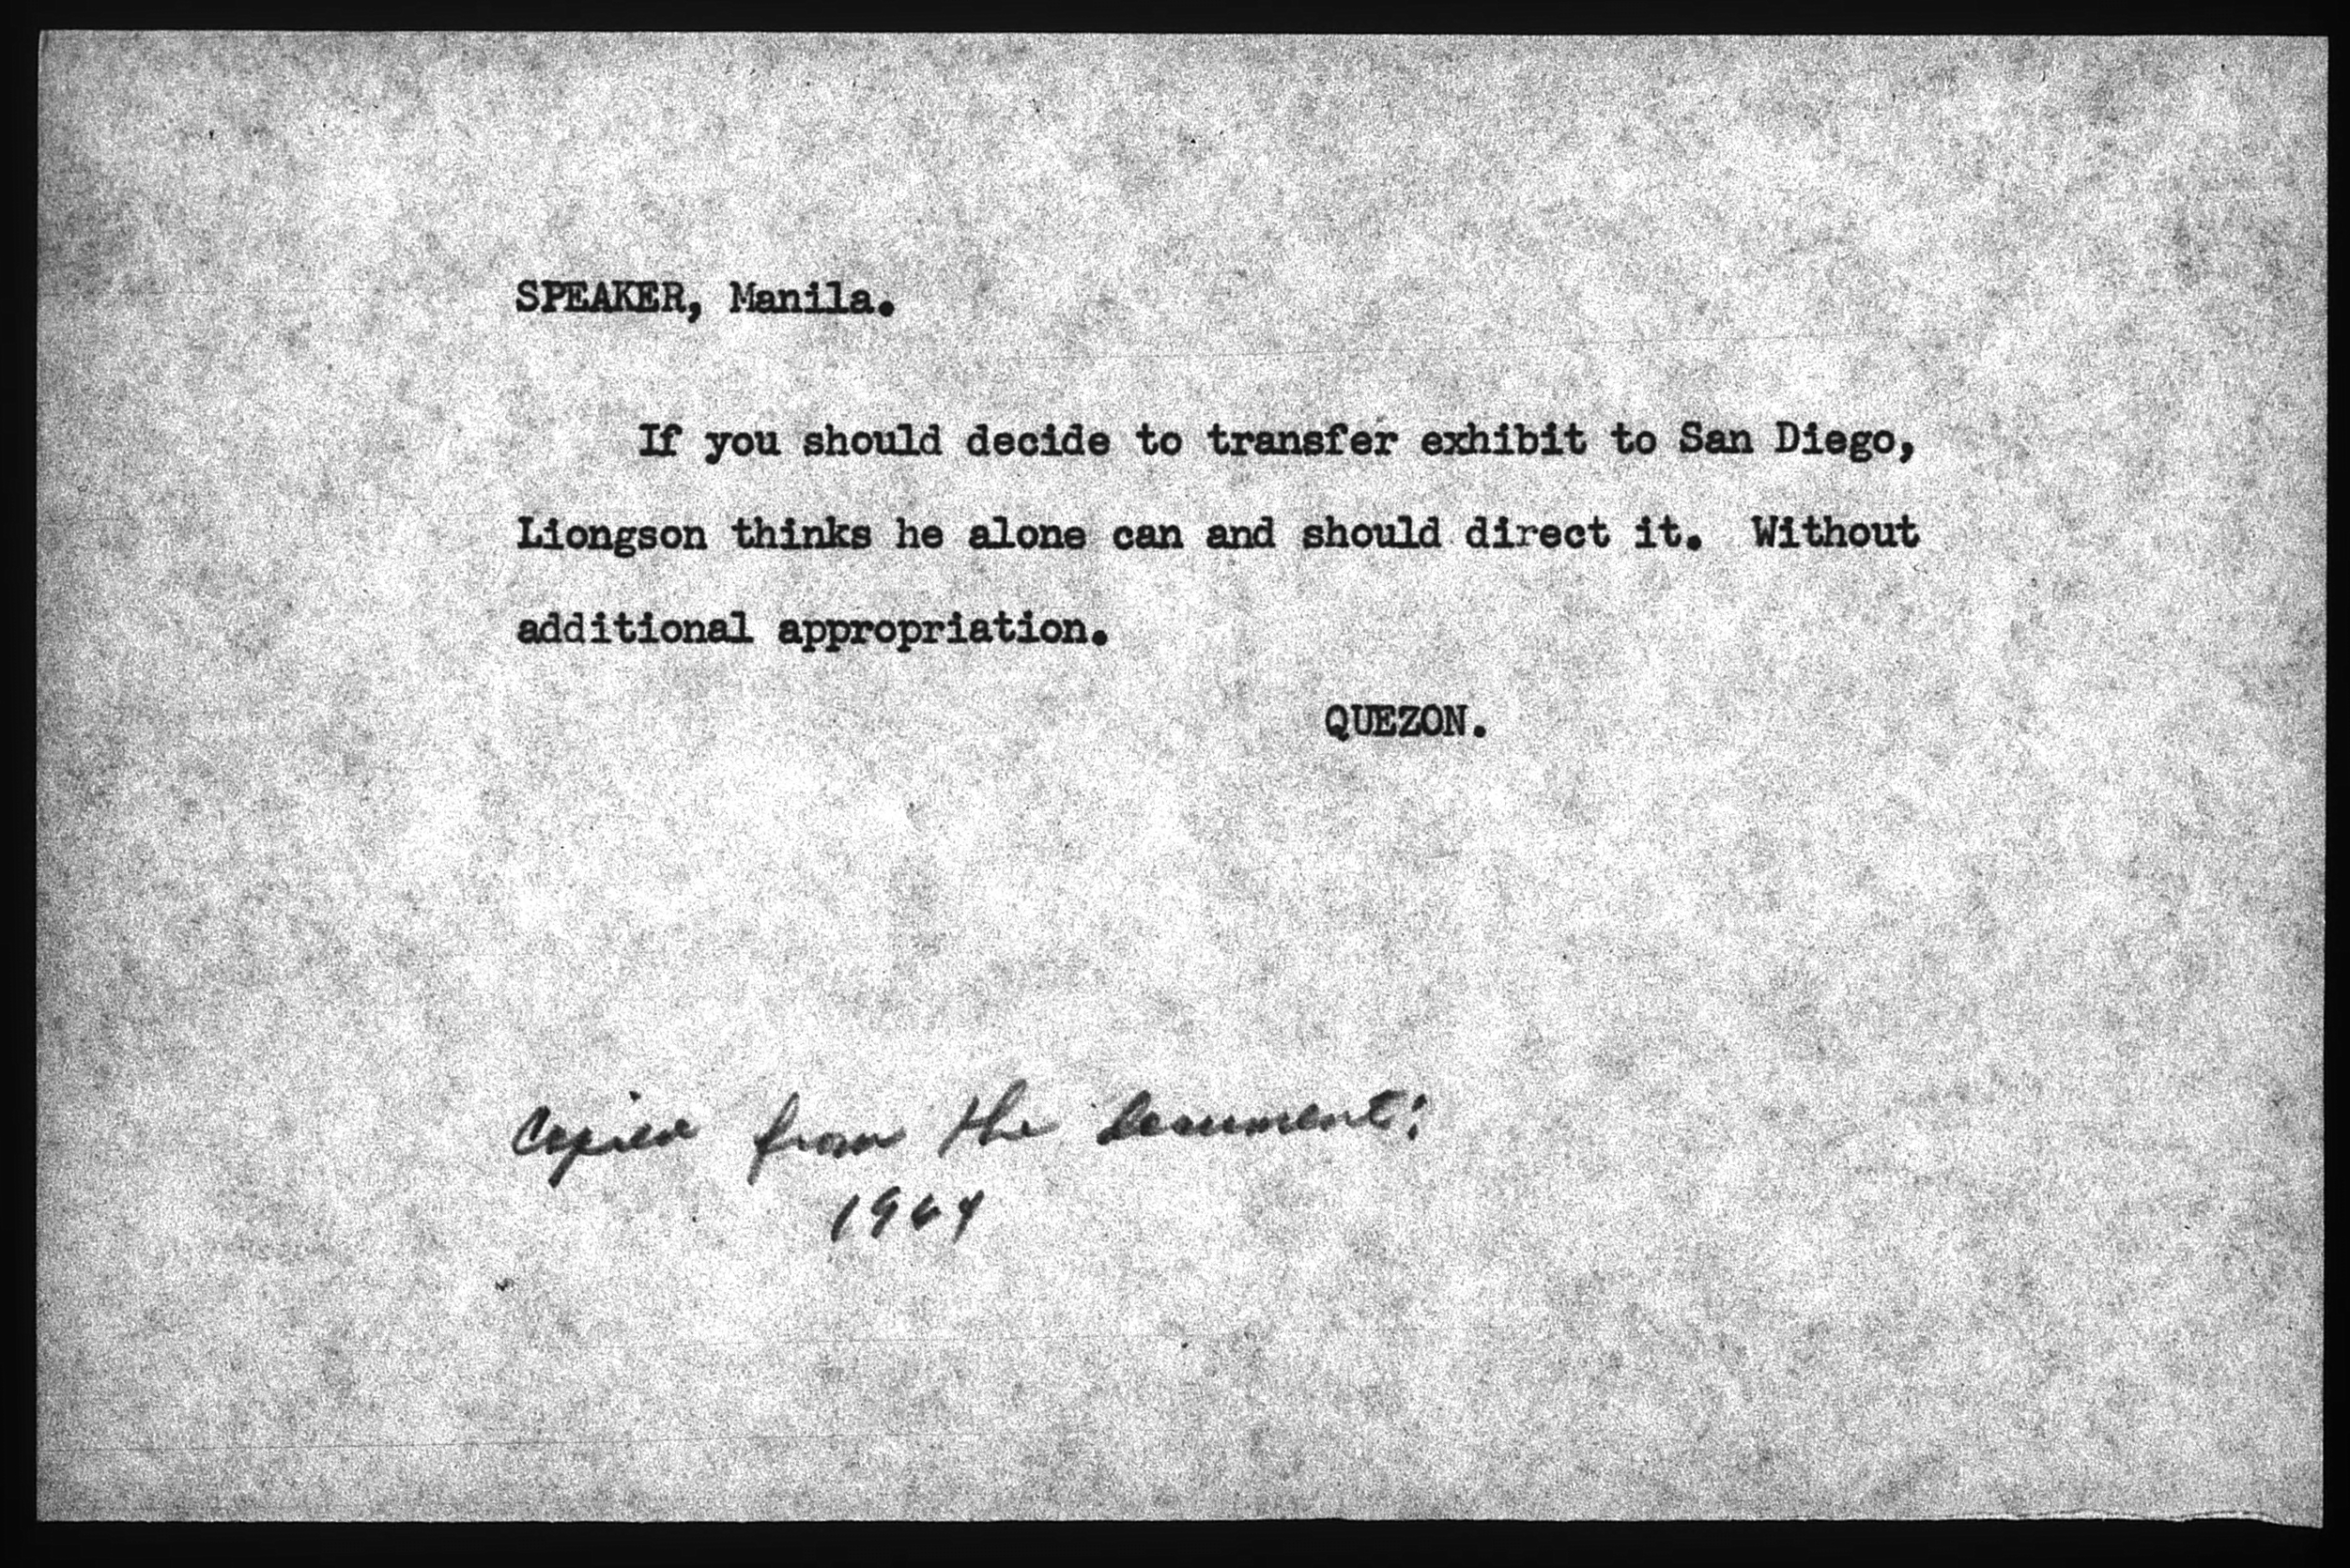 SPEAKER, Manila.
If you should decide to transfer exhibit to San Diego,
Liongson thinks he alone can and should direct it. Without
additional appropriation.
QUEZON.
Copied from the document:
1964